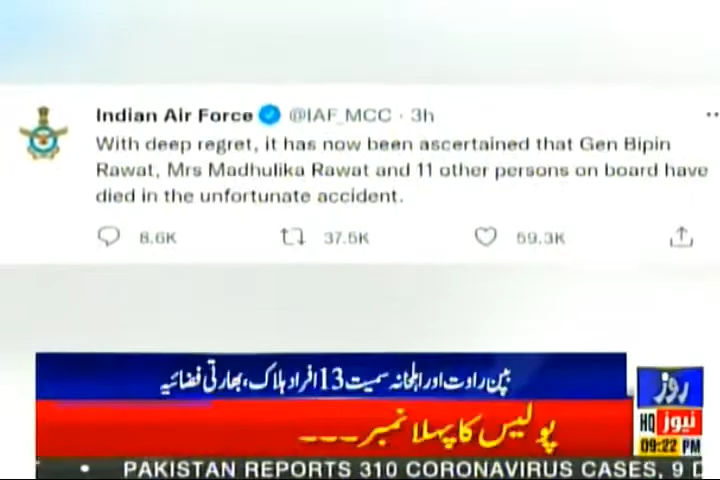 Indian Air Force @IAF_MCC · 3h
With deep regret, it has now been ascertained that Gen Bipin
Rawat, Mrs Madhulika Rawat and 11 other persons on board have
died in the unfortunate accident.
8.6K 37.5K 59.3K
بپن راوت اور اہلخانہ سمیت 13 افراد ہلاک، بھارتی فضائیہ
پولیس کا پہلا نمبر ---
روز
HQ نیوز
09:22 PM
• PAKISTAN REPORTS 310 CORONAVIRUS CASES, 9 D